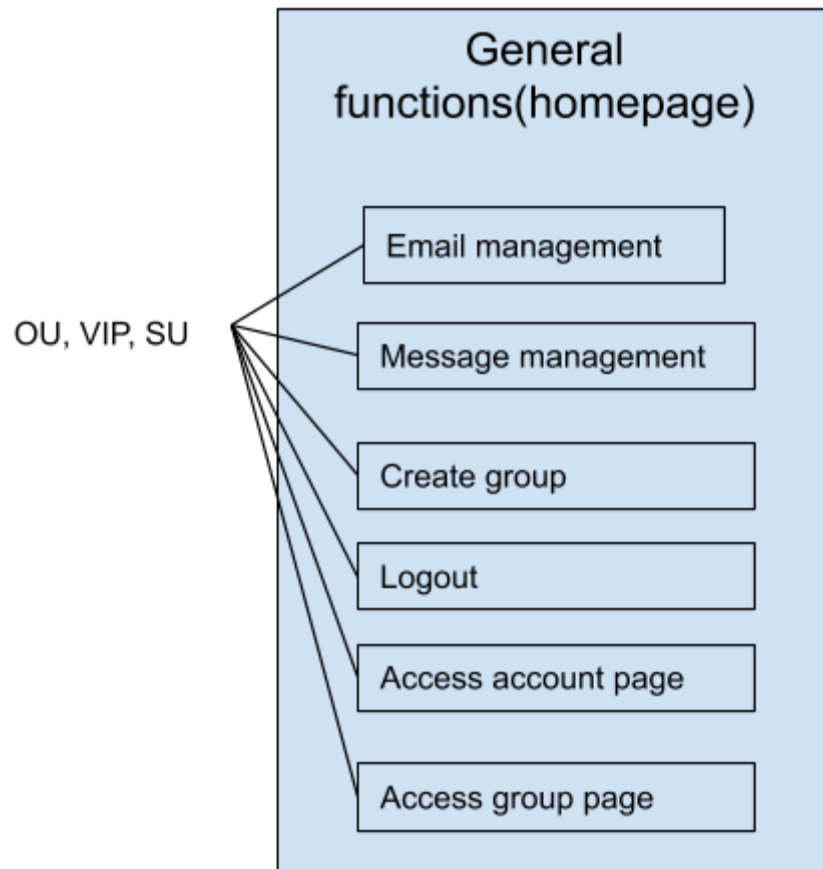 General
functions(homepage)
Email management
OU, VIP, SU
Message management
Create group
Logout
Access account page
Access group page